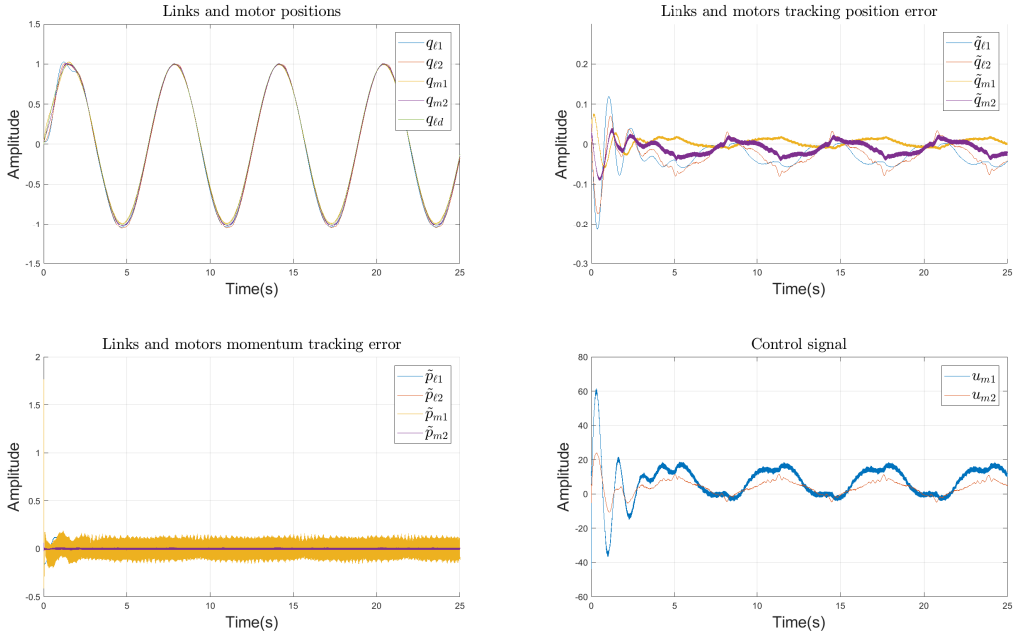 Links and motor positions
1.5
1
0.5
0
-0.5
1
-1.5
0 5 10 15 20 25
Amplitude
Time(s)
qℓ1
qℓ2
qm1
qm2
qℓd
Links and motors tracking position error
0.2
0.1
0
0.1
0.2
-0.3
0 5 10 15 20 25
Amplitude
Time(s)
q̃ℓ1
q̃ℓ2
q̃m1
q̃m2
Links and motors momentum tracking error
2
1.5
1
0.5
0
-0.5
0 5 10 15 20 25
Amplitude
Time(s)
p̃ℓ1
p̃ℓ2
p̃m1
p̃m2
Control signal
80
60
40
20
0
-20
-40
-60
0 5 10 15 20 25
Amplitude
Time(s)
um1
um2